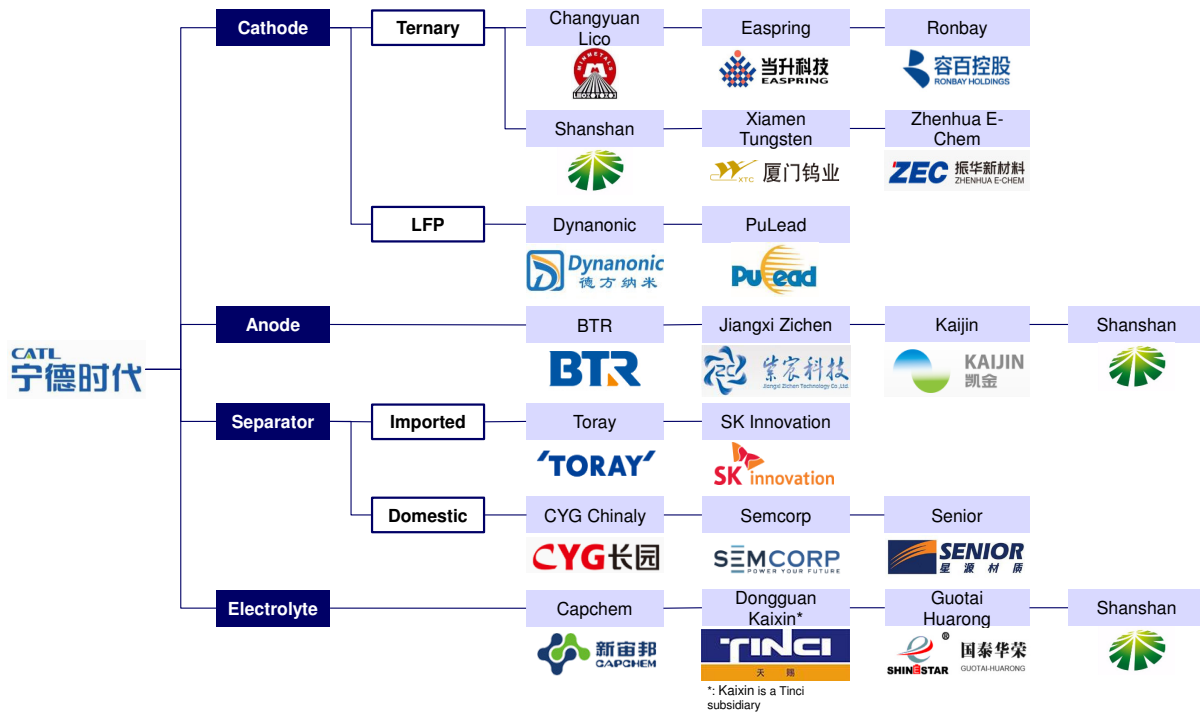 Cathode
Ternary
Changyuan
Lico
Easpring
Ronbay
MINMETALS
当升科技
EASPRING
容百控股
RONBAY HOLDINGS
Shanshan
Xiamen
Tungsten
Zhenhua E-
Chem
XTC
厦门钨业
ZEC
振华新材料
ZHENHUA E-CHEM
LFP
Dynanonic
PuLead
Dynanonic
德方纳米
PuLead
Anode
BTR
Jiangxi Zichen
Kaijin
Shanshan
CATL
宁德时代
BTR
紫宸科技
Jiangxi Zichen Technology Co.,Ltd
KAIJIN
凯金
Separator
Imported
Toray
SK Innovation
'TORAY'
SK innovation
Domestic
CYG Chinaly
Semcorp
Senior
CYG长园
SEMCORP
POWER YOUR FUTURE
SENIOR
星源材质
Electrolyte
Capchem
Dongguan
Kaixin*
Guotai
Huarong
Shanshan
新宙邦
CAPCHEM
TINCI
天赐
SHINESTAR
®
国泰华荣
GUOTAI-HUARONG
*: Kaixin is a Tinci
subsidiary